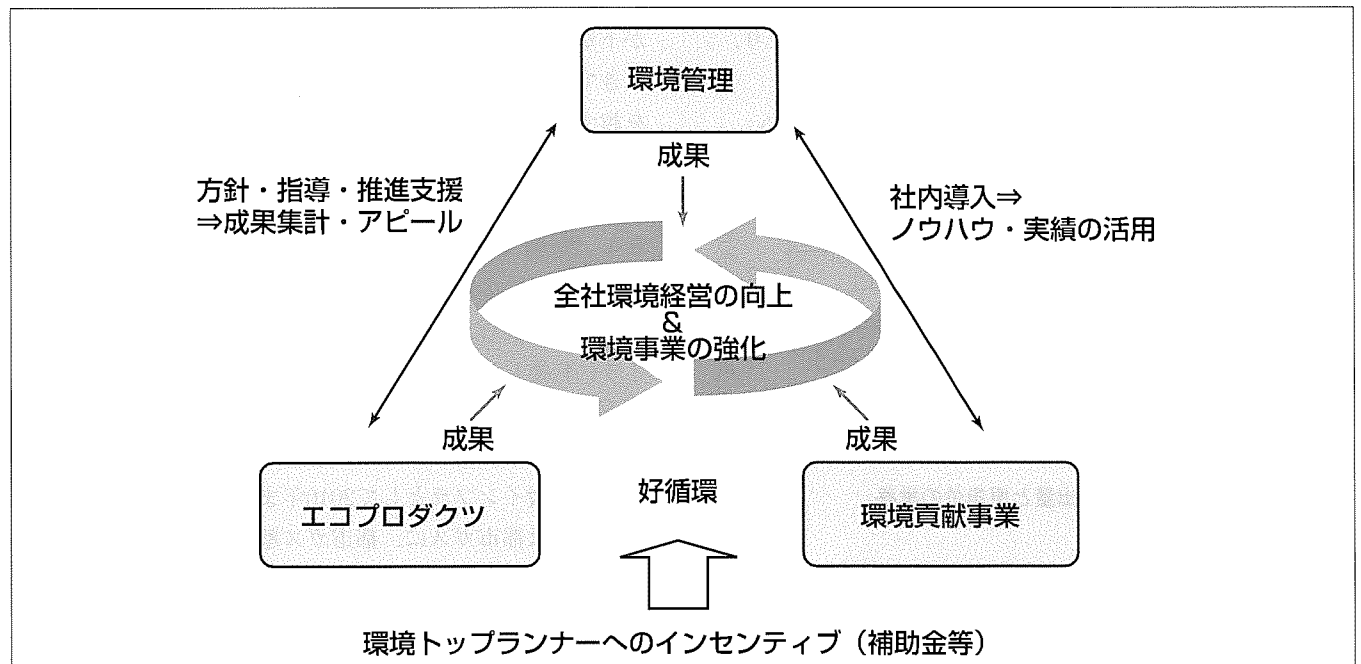 環境管理
成果
方針・指導・推進支援
⇒成果集計・アピール
社内導入⇒
ノウハウ・実績の活用
全社環境経営の向上
&
環境事業の強化
成果
成果
エコプロダクツ
好循環
環境貢献事業
環境トップランナーへのインセンティブ（補助金等）